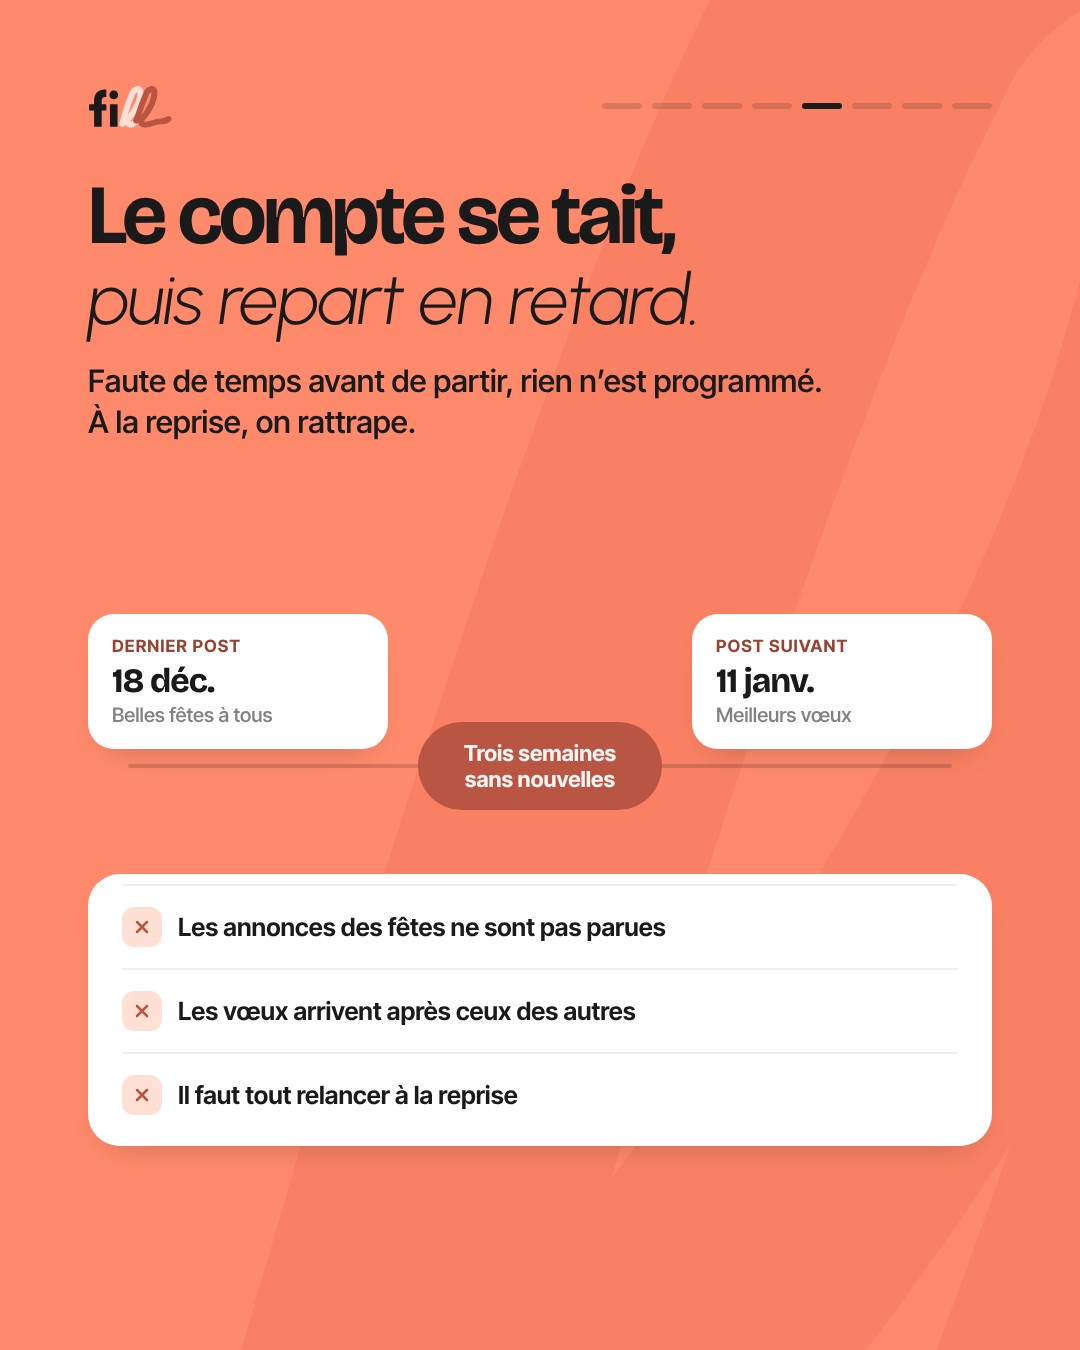 fill
Le compte se tait,
puis repart en retard.
Faute de temps avant de partir, rien n’est programmé.
À la reprise, on rattrape.
DERNIER POST
18 déc.
Belles fêtes à tous
POST SUIVANT
11 janv.
Meilleurs vœux
Trois semaines
sans nouvelles
Les annonces des fêtes ne sont pas parues
Les vœux arrivent après ceux des autres
Il faut tout relancer à la reprise